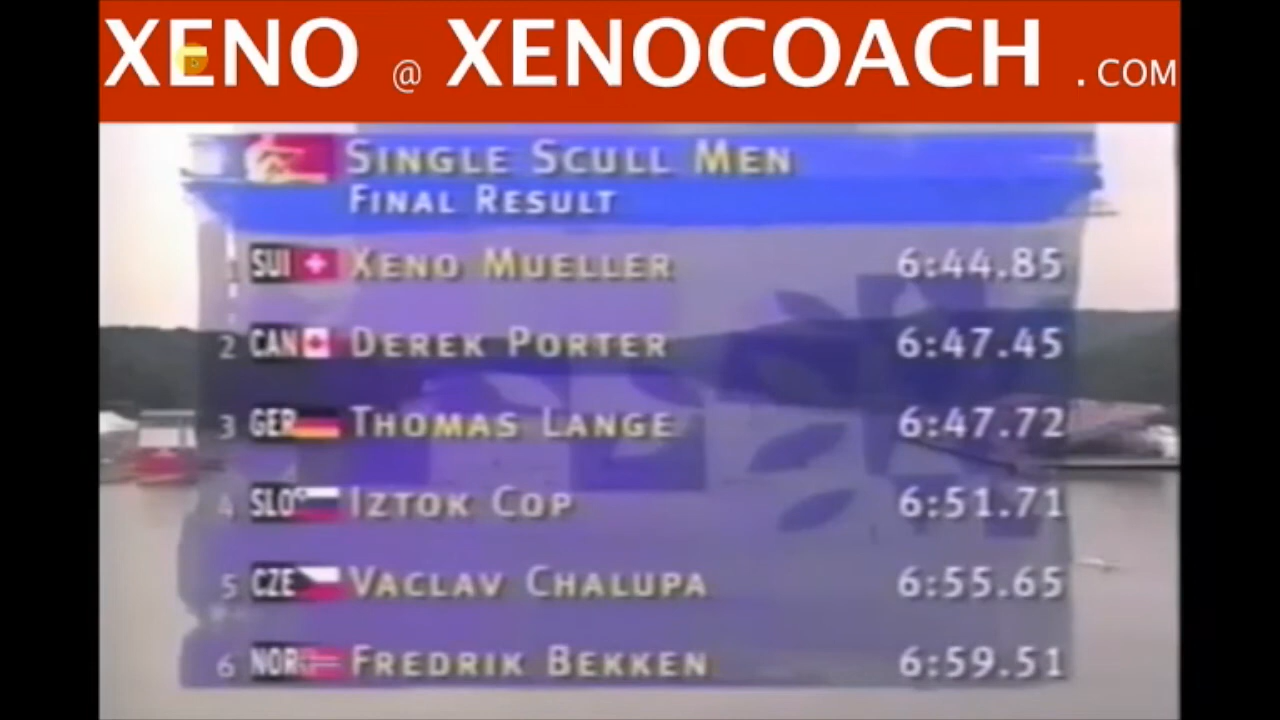 XENO @ XENOCOACH .COM
SINGLE SCULL MEN
FINAL RESULT
1 SUI XENO MUELLER 6:44.85
2 CAN DEREK PORTER 6:47.45
3 GER THOMAS LANGE 6:47.72
4 SLO IZTOK COP 6:51.71
5 CZE VACLAV CHALUPA 6:55.65
6 NOR FREDRIK BEKKEN 6:59.51